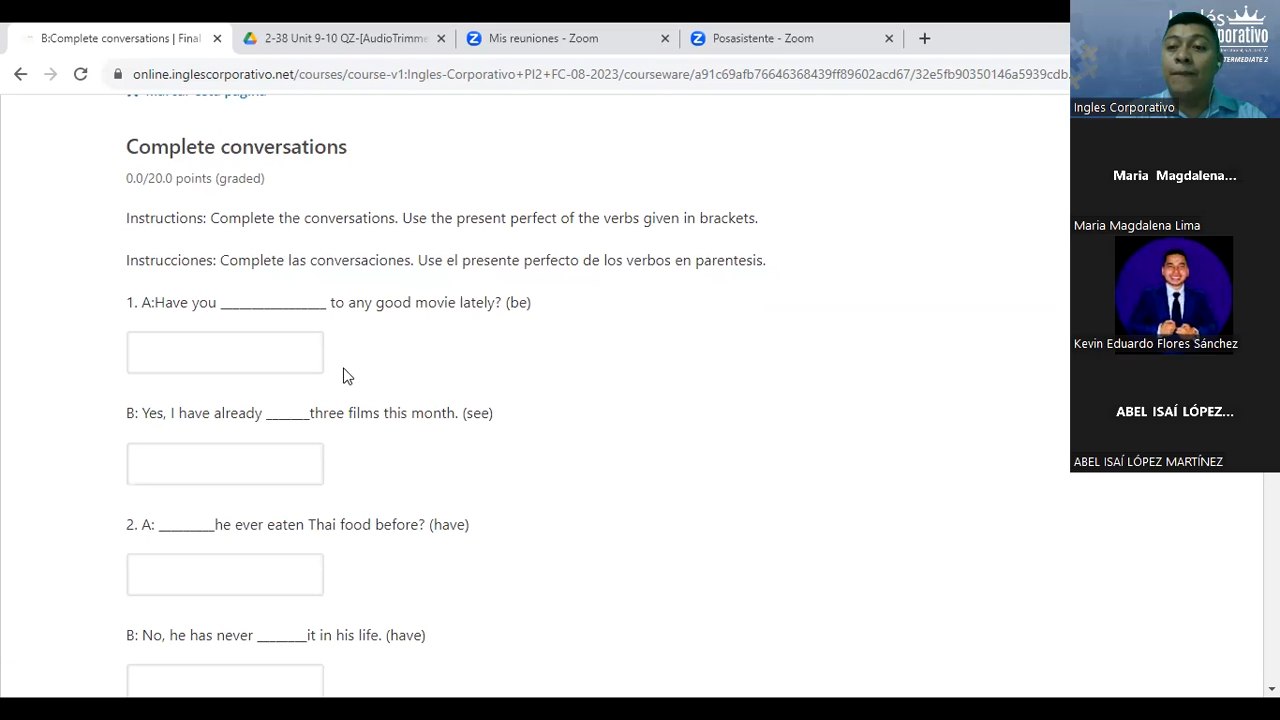 B:Complete conversations | Final
2-38 Unit 9-10 QZ-[AudioTrimme
Mis reuniones - Zoom
Posasistente - Zoom
online.inglescorporativo.net/courses/course-v1:Ingles-Corporativo+PI2+FC-08-2023/courseware/a91c69afb76646368439ff89602acd67/32e5fb90350146a5939cdb
Complete conversations
0.0/20.0 points (graded)
Instructions: Complete the conversations. Use the present perfect of the verbs given in brackets.
Instrucciones: Complete las conversaciones. Use el presente perfecto de los verbos en parentesis.
1. A:Have you ________________ to any good movie lately? (be)
B: Yes, I have already _______three films this month. (see)
2. A: _________he ever eaten Thai food before? (have)
B: No, he has never ________it in his life. (have)
Ingles Corporativo
Maria Magdalena...
Maria Magdalena Lima
Kevin Eduardo Flores Sánchez
ABEL ISAÍ LÓPEZ...
ABEL ISAÍ LÓPEZ MARTÍNEZ